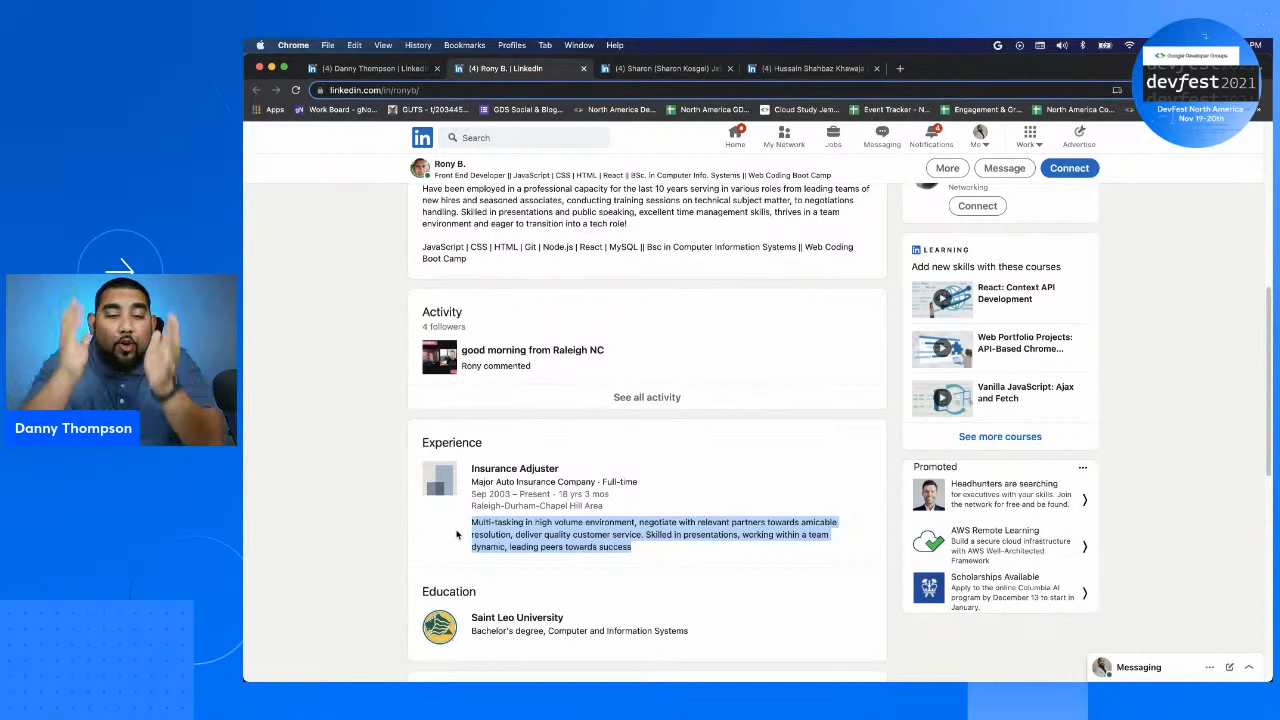 Chrome File Edit View History Bookmarks Profiles Tab Window Help
(4) Danny Thompson | LinkedIn
(4) Sharon (Sharon Kosgei) Je
(4) Hussain Shahbaz Khawaja
linkedin.com/in/ronyb/
Apps
Work Board - gNa...
GUTS - t/203445...
GDS Social & Blog...
North America De...
North America GD...
Cloud Study Jam...
Event Tracker - N...
Engagement & Gr...
North America Co...
Google Developer Groups
devfest 2021
DevFest North America
Nov 19-20th
in
Search
Home
My Network
Jobs
Messaging
4
Notifications
Me
Work
Advertise
Rony B.
Front End Developer || JavaScript | CSS | HTML | React || BSc. in Computer Info. Systems || Web Coding Boot Camp
More
Message
Connect
Have been employed in a professional capacity for the last 10 years serving in various roles from leading teams of
new hires and seasoned associates, conducting training sessions on technical subject matter, to negotiations
handling. Skilled in presentations and public speaking, excellent time management skills, thrives in a team
environment and eager to transition into a tech role!
JavaScript | CSS | HTML | Git | Node.js | React | MySQL || Bsc in Computer Information Systems || Web Coding
Boot Camp
Activity
4 followers
good morning from Raleigh NC
Rony commented
See all activity
Experience
Insurance Adjuster
Major Auto Insurance Company · Full-time
Sep 2003 – Present · 18 yrs 3 mos
Raleigh-Durham-Chapel Hill Area
Multi-tasking in high volume environment, negotiate with relevant partners towards amicable
resolution, deliver quality customer service. Skilled in presentations, working within a team
dynamic, leading peers towards success
Education
Saint Leo University
Bachelor's degree, Computer and Information Systems
Networking
Connect
in LEARNING
Add new skills with these courses
React: Context API
Development
Web Portfolio Projects:
API-Based Chrome...
Vanilla JavaScript: Ajax
and Fetch
See more courses
Promoted
Headhunters are searching
for executives with your skills. Join
the network for free and be found.
AWS Remote Learning
Build a secure cloud infrastructure
with AWS Well-Architected
Framework
Scholarships Available
Apply to the online Columbia AI
program by December 13 to start in
January.
Messaging
Danny Thompson